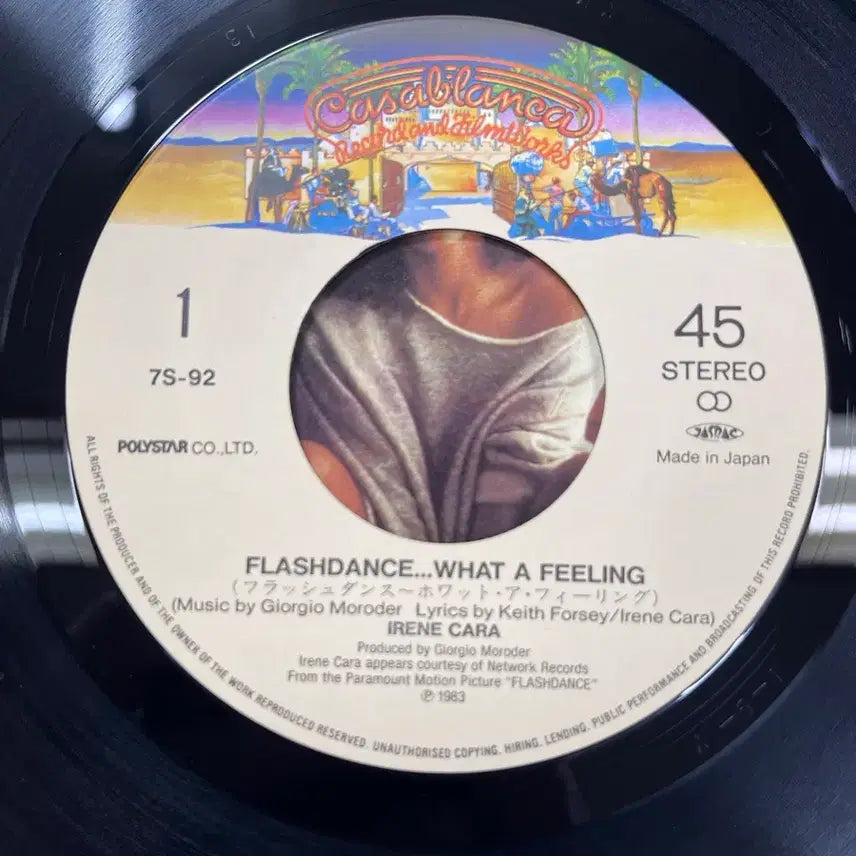 13
Casablanca
Record and FilmWorks
1
7S-92
POLYSTAR CO.,LTD.
45
STEREO
JASRAC
Made in Japan
FLASHDANCE...WHAT A FEELING
(フラッシュダンス~ホワット・ア・フィーリング)
(Music by Giorgio Moroder Lyrics by Keith Forsey/Irene Cara)
IRENE CARA
Produced by Giorgio Moroder
Irene Cara appears courtesy of Network Records
From the Paramount Motion Picture "FLASHDANCE"
℗ 1983
ALL RIGHTS OF THE PRODUCER AND OF THE OWNER OF THE WORK REPRODUCED RESERVED. UNAUTHORISED COPYING. HIRING. LENDING. PUBLIC PERFORMANCE AND BROADCASTING OF THIS RECORD PROHIBITED.